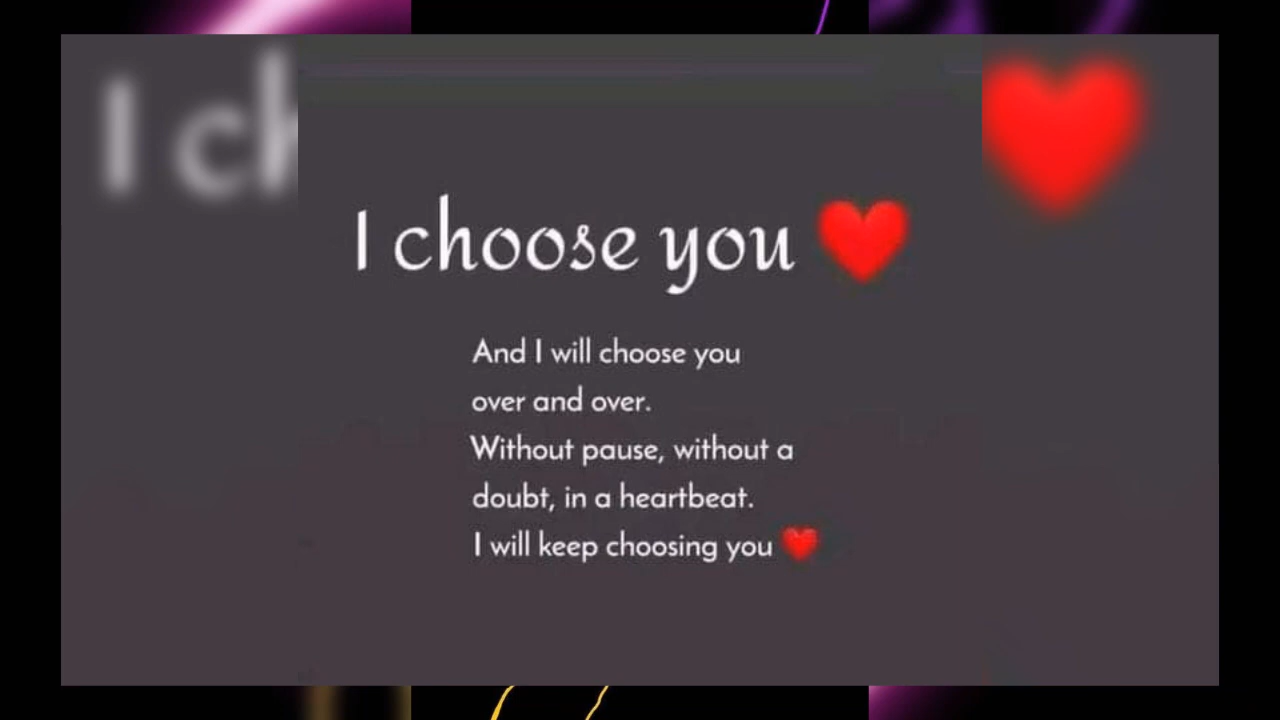 I ch
I choose you ❤️
And I will choose you
over and over.
Without pause, without a
doubt, in a heartbeat.
I will keep choosing you ❤️